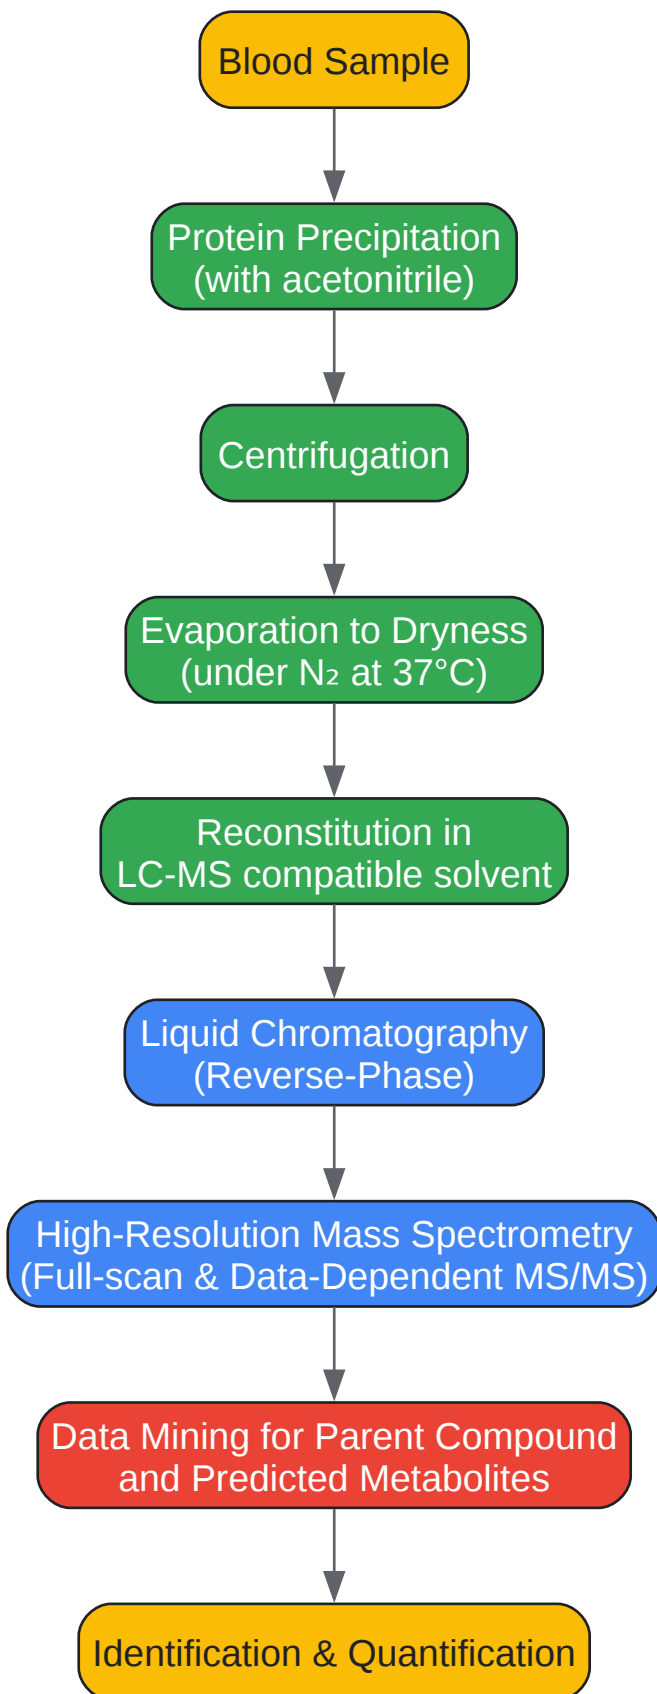 Blood Sample
Protein Precipitation
(with acetonitrile)
Centrifugation
Evaporation to Dryness
(under N₂ at 37°C)
Reconstitution in
LC-MS compatible solvent
Liquid Chromatography
(Reverse-Phase)
High-Resolution Mass Spectrometry
(Full-scan & Data-Dependent MS/MS)
Data Mining for Parent Compound
and Predicted Metabolites
Identification & Quantification